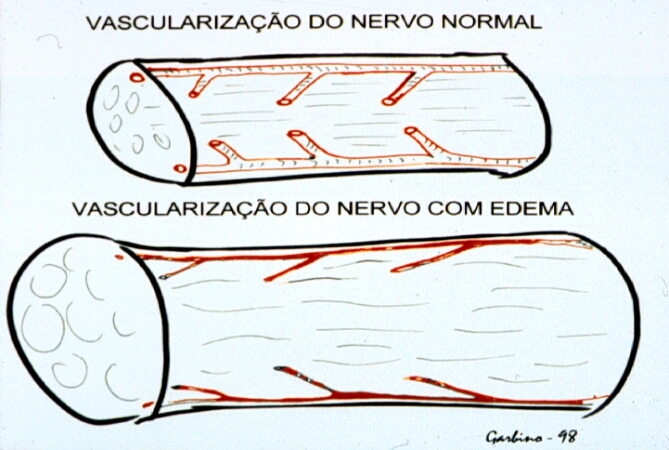 VASCULARIZAÇÃO DO NERVO NORMAL
VASCULARIZAÇÃO DO NERVO COM EDEMA
Garbino - 98